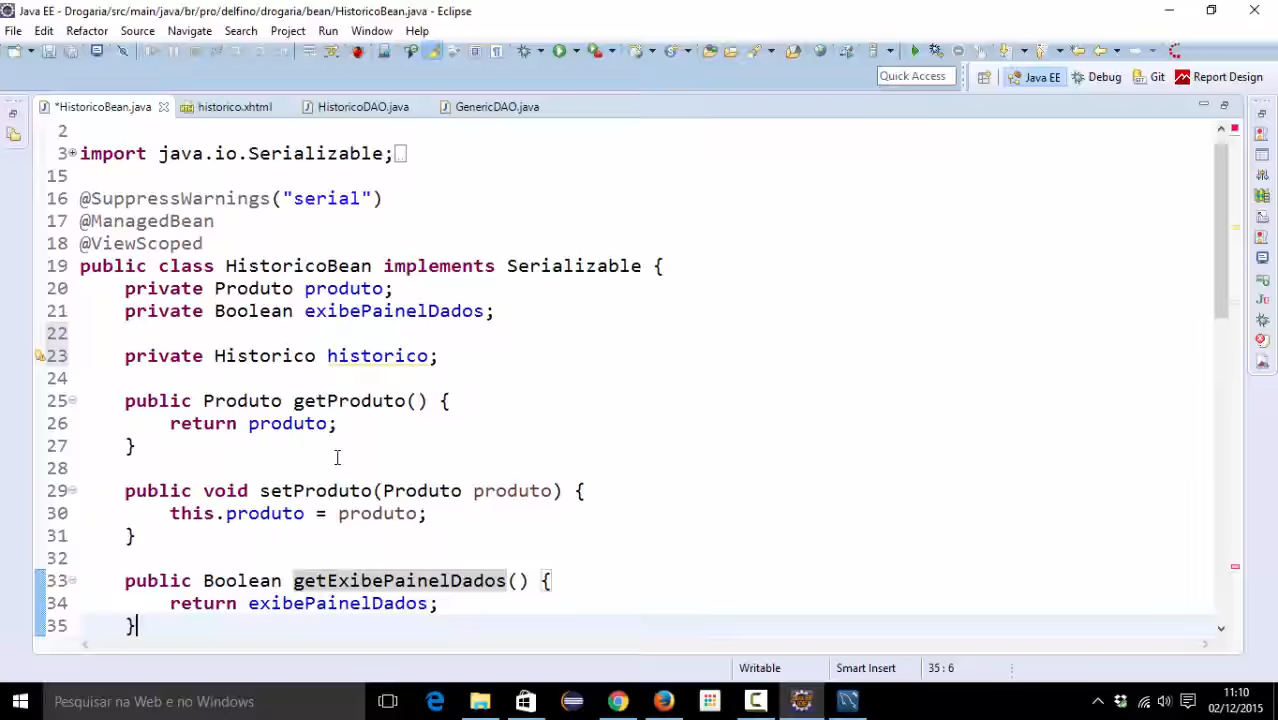 Java EE - Drogaria/src/main/java/br/pro/delfino/drogaria/bean/HistoricoBean.java - Eclipse
File Edit Refactor Source Navigate Search Project Run Window Help
Quick Access Java EE Debug Git Report Design
*HistoricoBean.java historico.xhtml HistoricoDAO.java GenericDAO.java
2
3 import java.io.Serializable;
15
16 @SuppressWarnings("serial")
17 @ManagedBean
18 @ViewScoped
19 public class HistoricoBean implements Serializable {
20 private Produto produto;
21 private Boolean exibePainelDados;
22
23 private Historico historico;
24
25 public Produto getProduto() {
26 return produto;
27 }
28
29 public void setProduto(Produto produto) {
30 this.produto = produto;
31 }
32
33 public Boolean getExibePainelDados() {
34 return exibePainelDados;
35 }
Writable Smart Insert 35 : 6
Pesquisar na Web e no Windows
11:10
02/12/2015